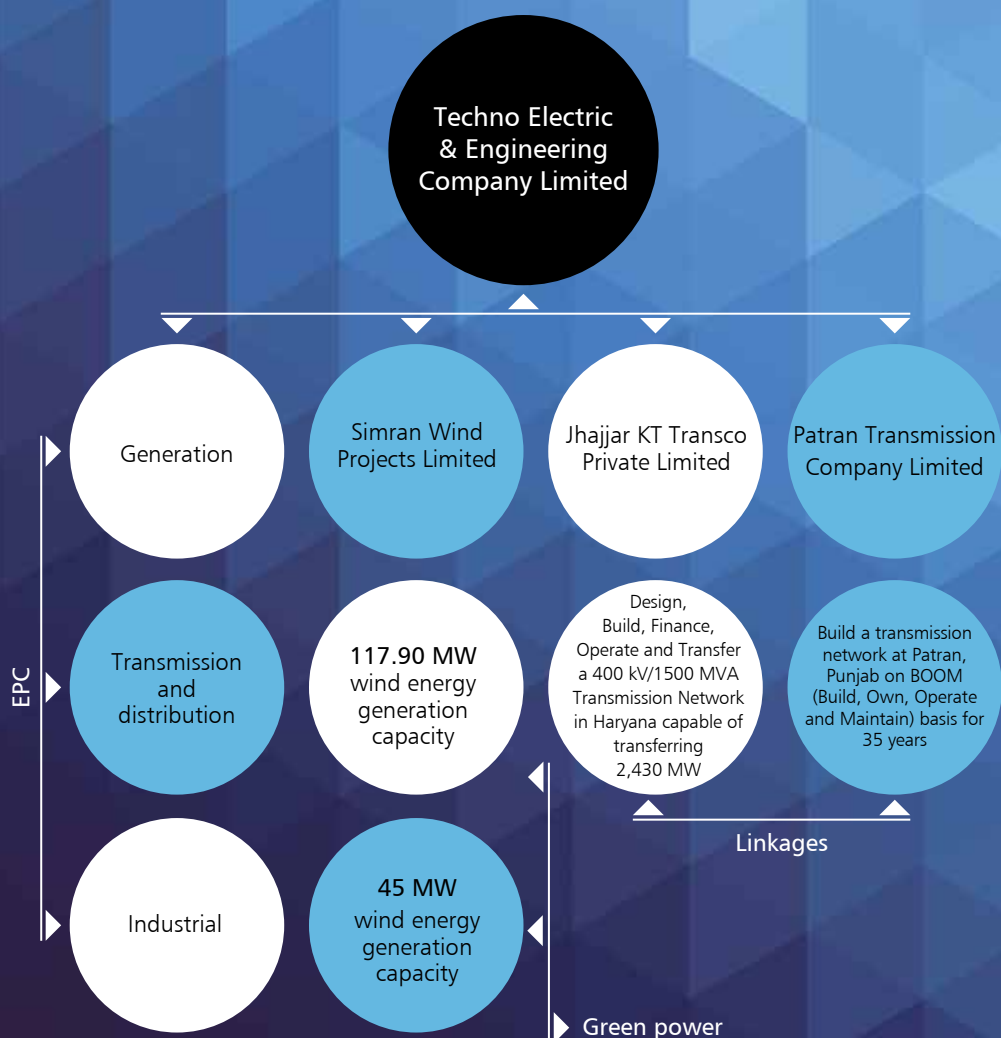 Techno Electric
& Engineering
Company Limited
Generation
Simran Wind
Projects Limited
Jhajjar KT Transco
Private Limited
Patran Transmission
Company Limited
EPC
Transmission
and
distribution
117.90 MW
wind energy
generation
capacity
Design,
Build, Finance,
Operate and Transfer
a 400 kV/1500 MVA
Transmission Network
in Haryana capable of
transferring
2,430 MW
Build a transmission
network at Patran,
Punjab on BOOM
(Build, Own, Operate
and Maintain) basis for
35 years
Linkages
Industrial
45 MW
wind energy
generation
capacity
Green power